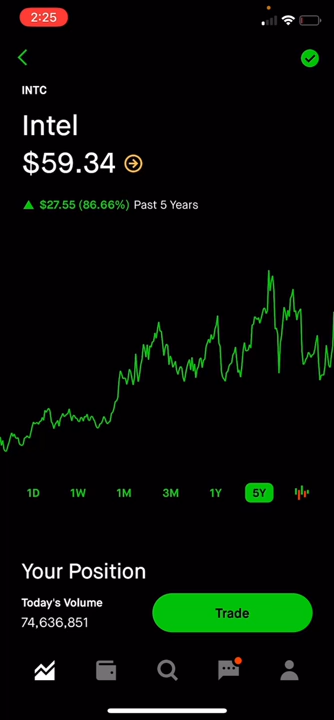 2:25
INTC
Intel
$59.34
▲ $27.55 (86.66%) Past 5 Years
1D 1W 1M 3M 1Y 5Y
Your Position
Today's Volume
74,636,851
Trade